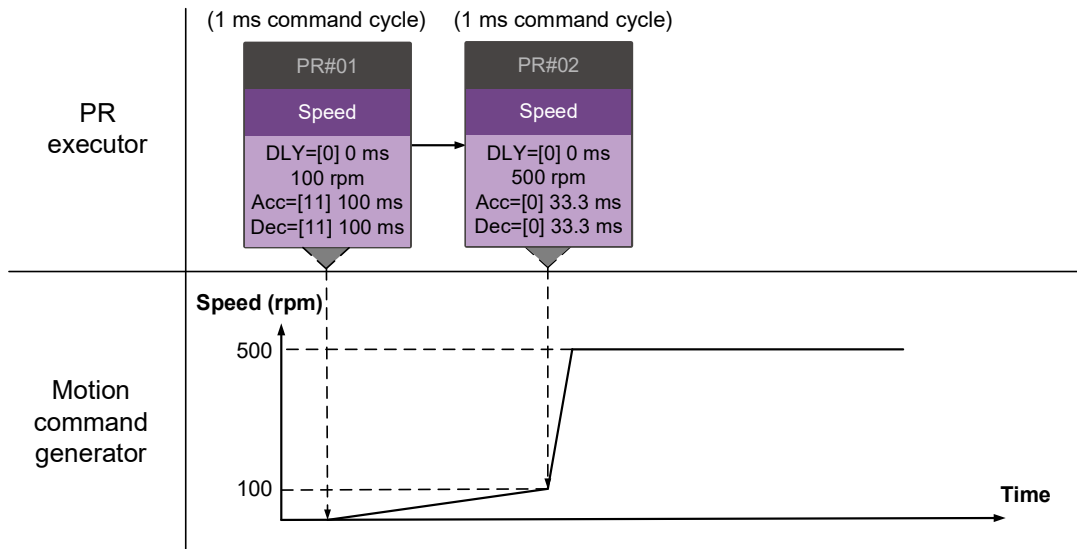 (1 ms command cycle)
(1 ms command cycle)
PR
executor
PR#01
Speed
DLY=[0] 0 ms
100 rpm
Acc=[11] 100 ms
Dec=[11] 100 ms
PR#02
Speed
DLY=[0] 0 ms
500 rpm
Acc=[0] 33.3 ms
Dec=[0] 33.3 ms
Motion
command
generator
Speed (rpm)
500
100
Time